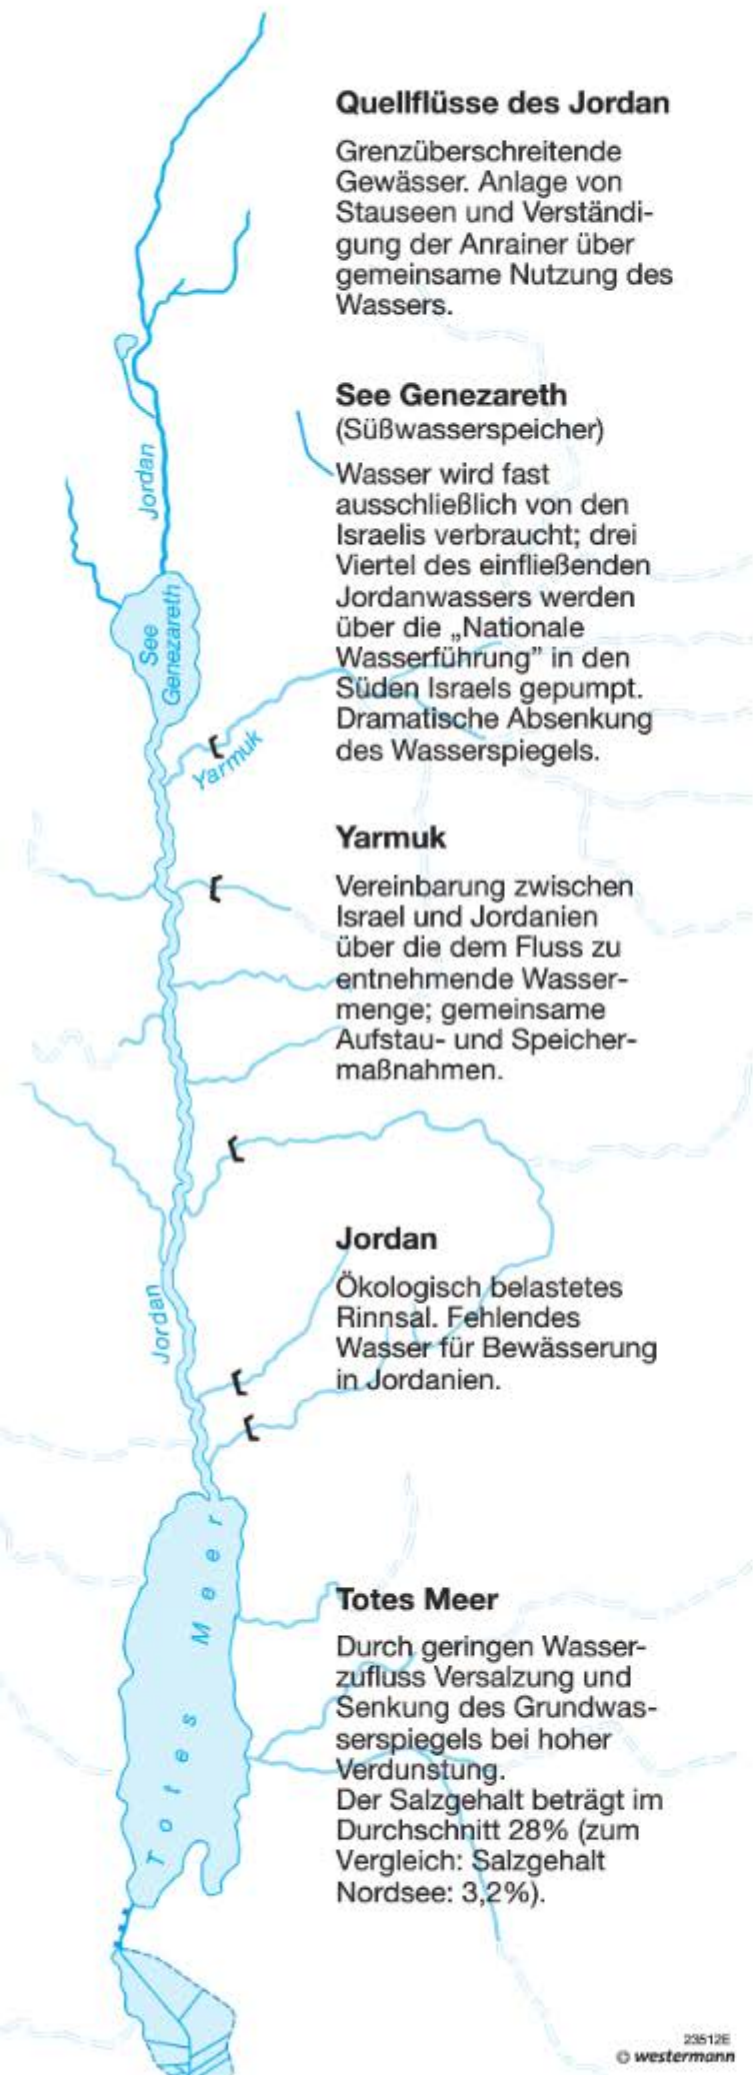 Quellflüsse des Jordan
Grenzüberschreitende
Gewässer. Anlage von
Stauseen und Verständi-
gung der Anrainer über
gemeinsame Nutzung des
Wassers.
See Genezareth
(Süßwasserspeicher)
Wasser wird fast
ausschließlich von den
Israelis verbraucht; drei
Viertel des einfließenden
Jordanwassers werden
über die „Nationale
Wasserführung” in den
Süden Israels gepumpt.
Dramatische Absenkung
des Wasserspiegels.
Yarmuk
Vereinbarung zwischen
Israel und Jordanien
über die dem Fluss zu
entnehmende Wasser-
menge; gemeinsame
Aufstau- und Speicher-
maßnahmen.
Jordan
Ökologisch belastetes
Rinnsal. Fehlendes
Wasser für Bewässerung
in Jordanien.
Totes Meer
Durch geringen Wasser-
zufluss Versalzung und
Senkung des Grundwas-
serspiegels bei hoher
Verdunstung.
Der Salzgehalt beträgt im
Durchschnitt 28% (zum
Vergleich: Salzgehalt
Nordsee: 3,2%).
Jordan
See
Genezareth
Yarmuk
Jordan
Totes Meer
23512E
© westermann